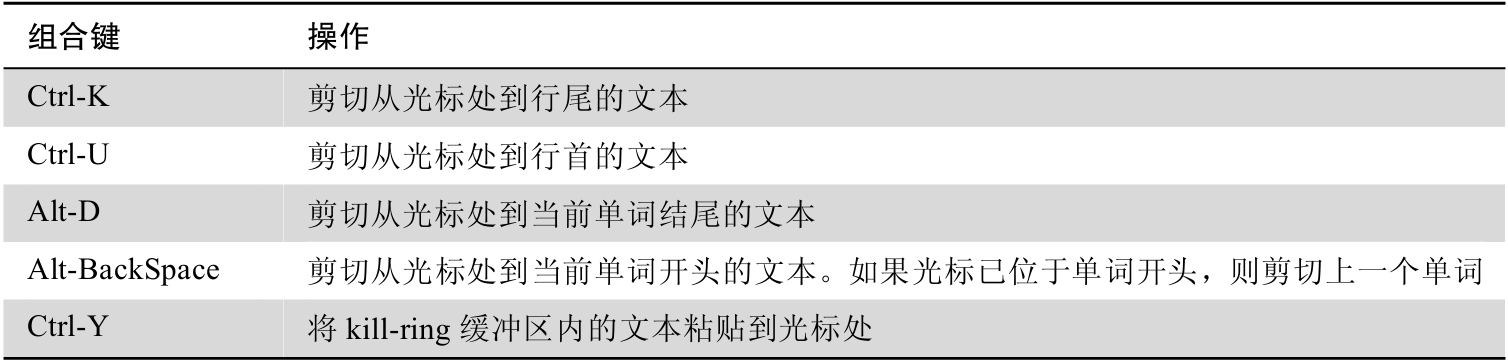 组合键 操作
Ctrl-K 剪切从光标处到行尾的文本
Ctrl-U 剪切从光标处到行首的文本
Alt-D 剪切从光标处到当前单词结尾的文本
Alt-BackSpace 剪切从光标处到当前单词开头的文本。如果光标已位于单词开头，则剪切上一个单词
Ctrl-Y 将 kill-ring 缓冲区内的文本粘贴到光标处